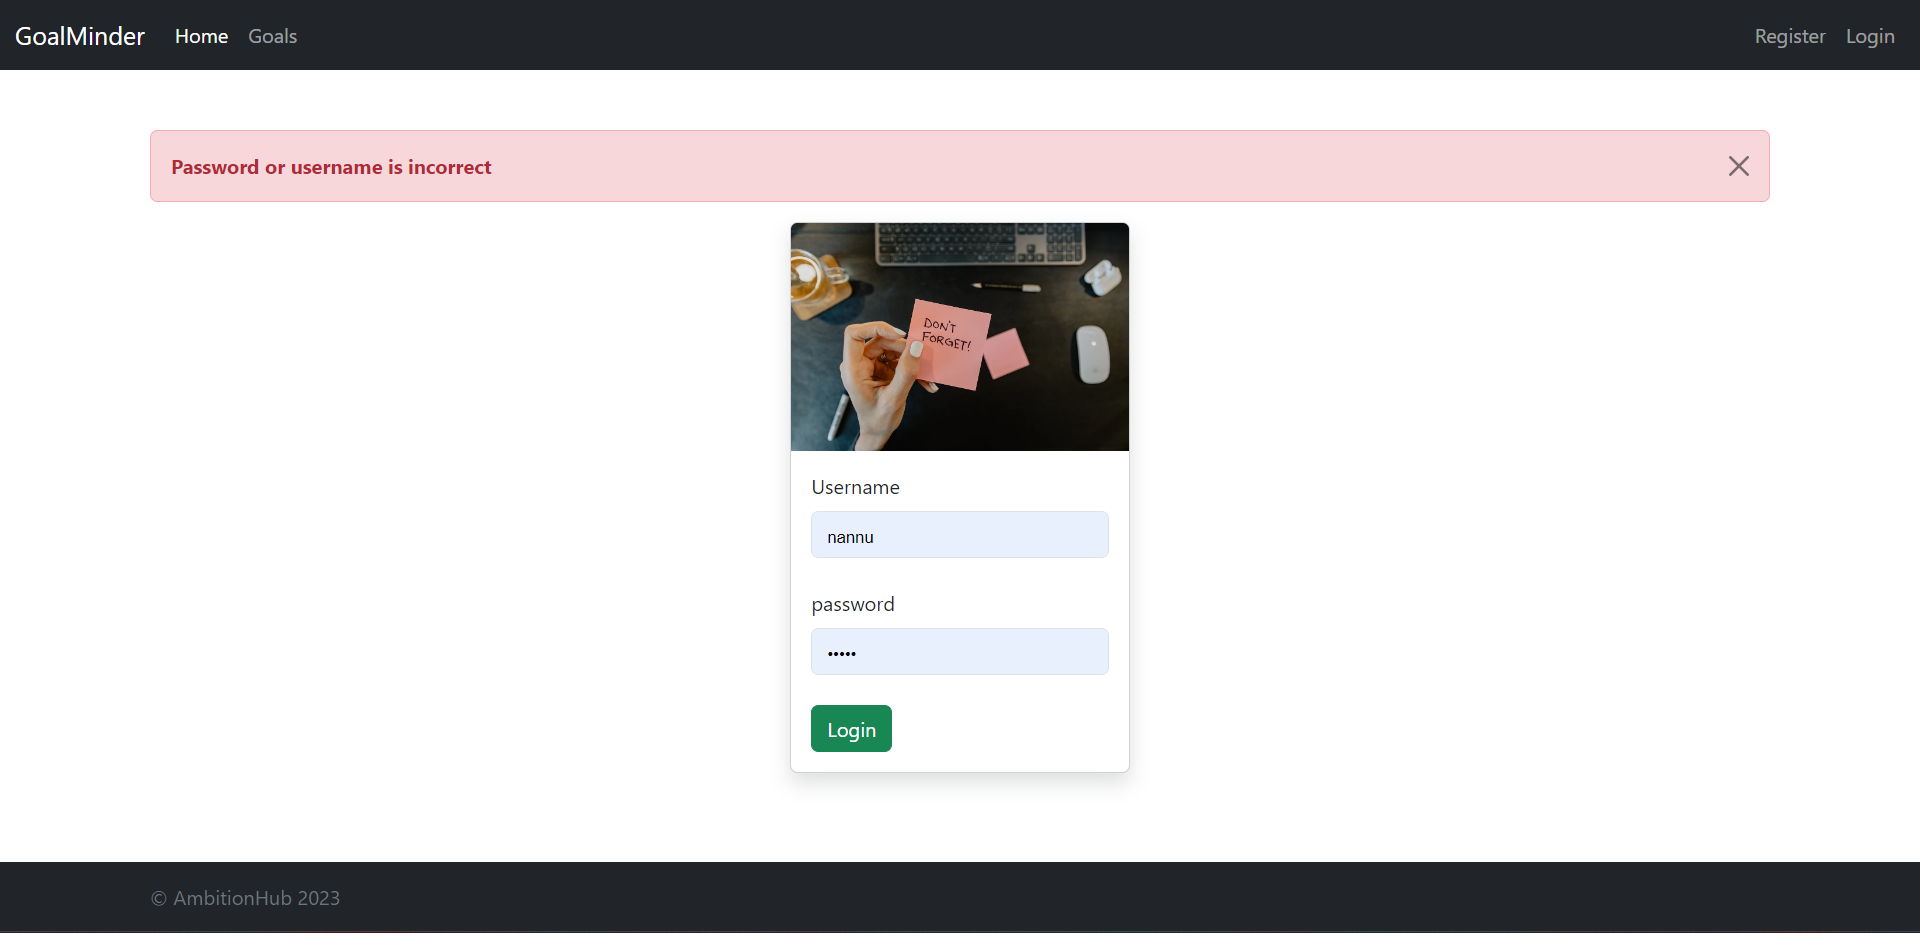 GoalMinder Home Goals Register Login
Password or username is incorrect
DON'T
FORGET!
Username
nannu
password
•••••
Login
© AmbitionHub 2023